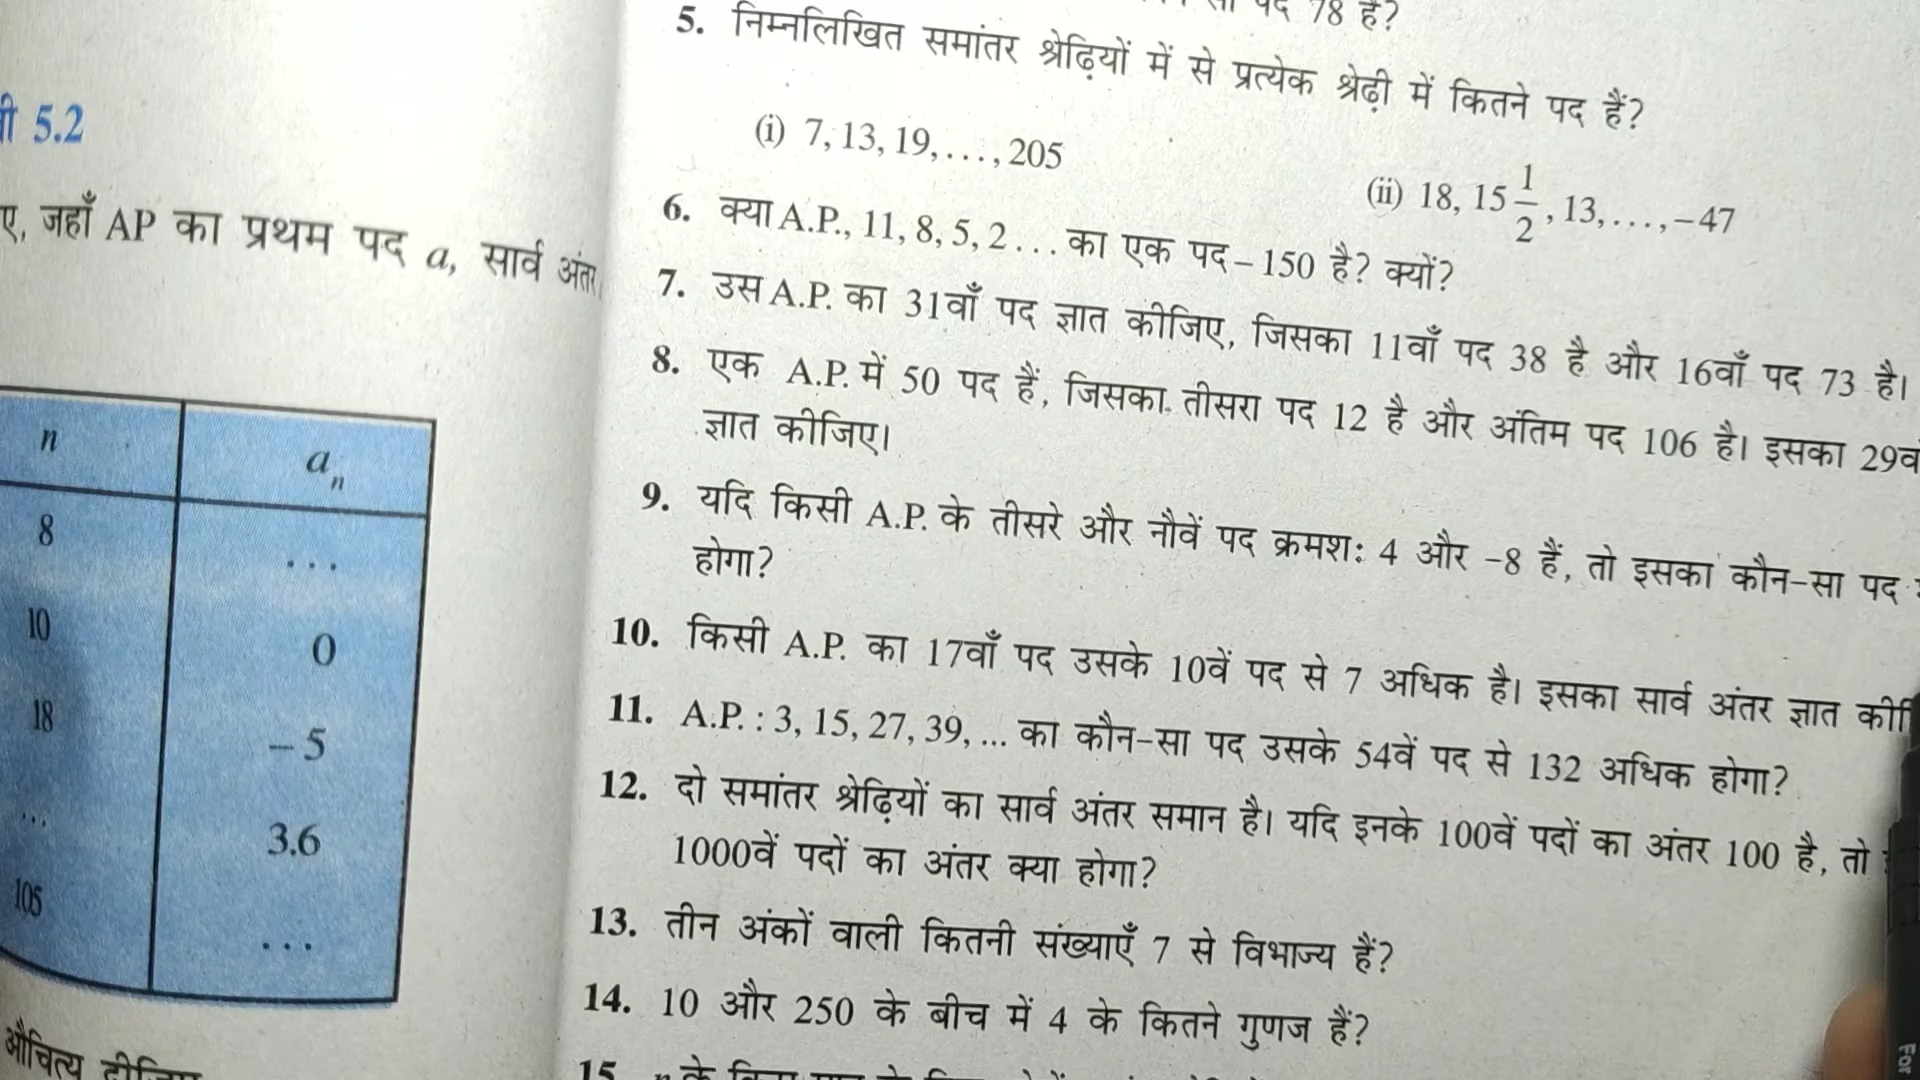 5.2
ए, जहाँ AP का प्रथम पद a, सार्व अंतर
n	aₙ
8	...
10	0
18	−5
...	3.6
105	...
औचित्य दीजिए
पद 78 है?
5. निम्नलिखित समांतर श्रेढ़ियों में से प्रत्येक श्रेढ़ी में कितने पद हैं?
(i) 7, 13, 19, . . . , 205
(ii) 18, 15 1/2, 13, . . . , −47
6. क्या A.P., 11, 8, 5, 2 . . . का एक पद −150 है? क्यों?
7. उस A.P. का 31वाँ पद ज्ञात कीजिए, जिसका 11वाँ पद 38 है और 16वाँ पद 73 है।
8. एक A.P. में 50 पद हैं, जिसका तीसरा पद 12 है और अंतिम पद 106 है। इसका
ज्ञात कीजिए।
9. यदि किसी A.P. के तीसरे और नौवें पद क्रमशः 4 और -8 हैं, तो इसका कौन-सा पद
होगा?
10. किसी A.P. का 17वाँ पद उसके 10वें पद से 7 अधिक है। इसका सार्व अंतर ज्ञात
11. A.P. : 3, 15, 27, 39, ... का कौन-सा पद उसके 54वें पद से 132 अधिक होगा?
12. दो समांतर श्रेढ़ियों का सार्व अंतर समान है। यदि इनके 100वें पदों का अंतर 100 है, तो
1000वें पदों का अंतर क्या होगा?
13. तीन अंकों वाली कितनी संख्याएँ 7 से विभाज्य हैं?
14. 10 और 250 के बीच में 4 के कितने गुणज हैं?
15
For